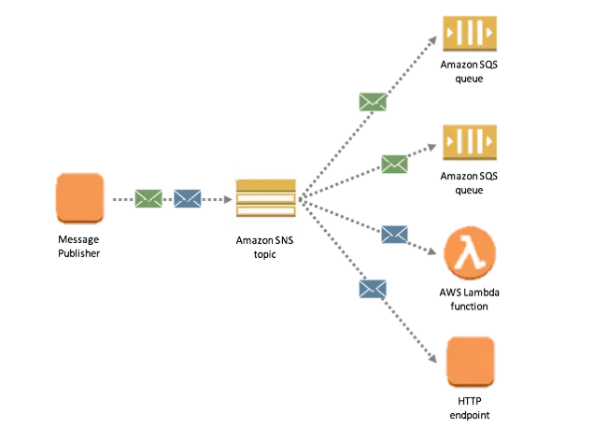 Amazon SQS
queue
Amazon SQS
queue
Message
Publisher
Amazon SNS
topic
AWS Lambda
function
HTTP
endpoint